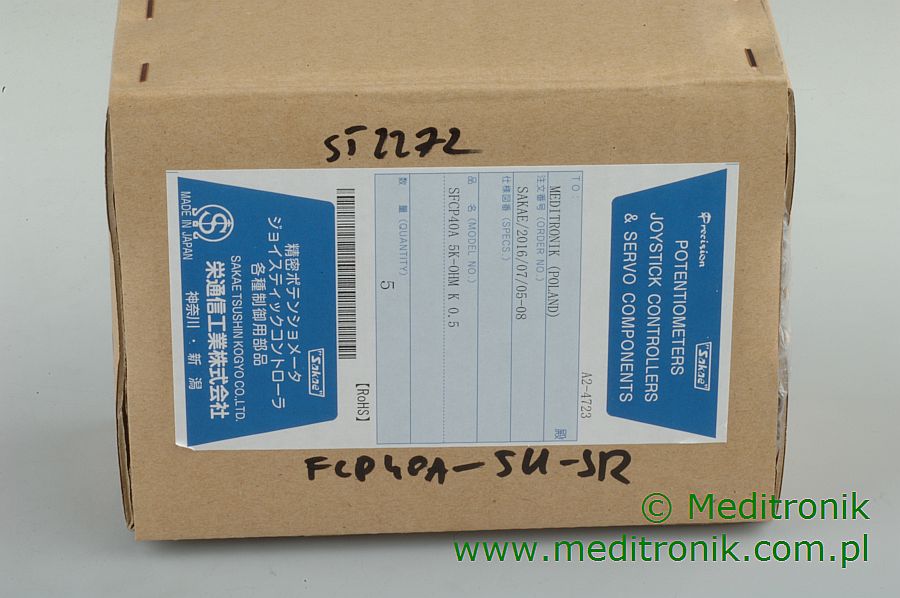 ST2272
Precision
POTENTIOMETERS
JOYSTICK CONTROLLERS
& SERVO COMPONENTS
Sakae
A2-4723
TO:
MEDITRONIK (POLAND)
殿
注文番号 (ORDER NO.)
SAKAE/2016/07/05-08
仕様図番 (SPECS.)
品 名 (MODEL NO.)
SFCP40A 5K-OHM K 0.5
数 量 (QUANTITY)
5
【RoHS】
Sakae
精密ポテンショメータ
ジョイスティックコントローラ
各種制御用部品
SAKAE TSUSHIN KOGYO CO.,LTD.
栄通信工業株式会社
神奈川・新潟
MADE IN JAPAN
FCP40A-5K-SR
© Meditronik
www.meditronik.com.pl